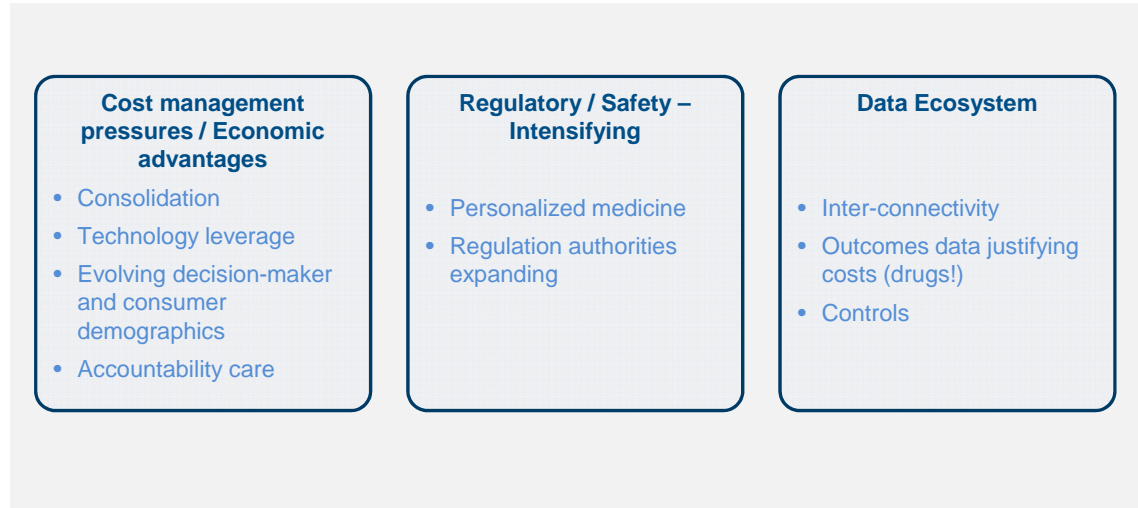 Cost management
pressures / Economic
advantages
• Consolidation
• Technology leverage
• Evolving decision-maker
and consumer
demographics
• Accountability care
Regulatory / Safety –
Intensifying
• Personalized medicine
• Regulation authorities
expanding
Data Ecosystem
• Inter-connectivity
• Outcomes data justifying
costs (drugs!)
• Controls